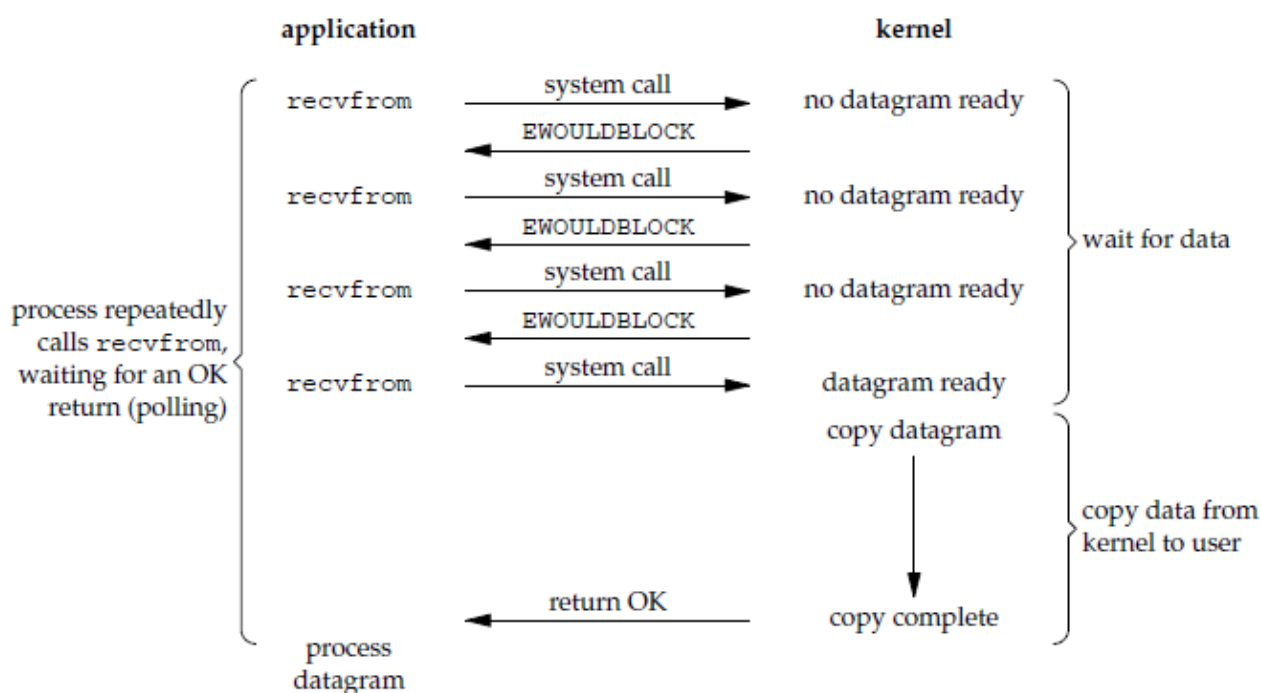 application kernel
recvfrom system call no datagram ready
EWOULDBLOCK
recvfrom system call no datagram ready
EWOULDBLOCK
wait for data
recvfrom system call no datagram ready
process repeatedly
calls recvfrom,
waiting for an OK
return (polling)
EWOULDBLOCK
recvfrom system call datagram ready
copy datagram
copy data from
kernel to user
return OK copy complete
process
datagram